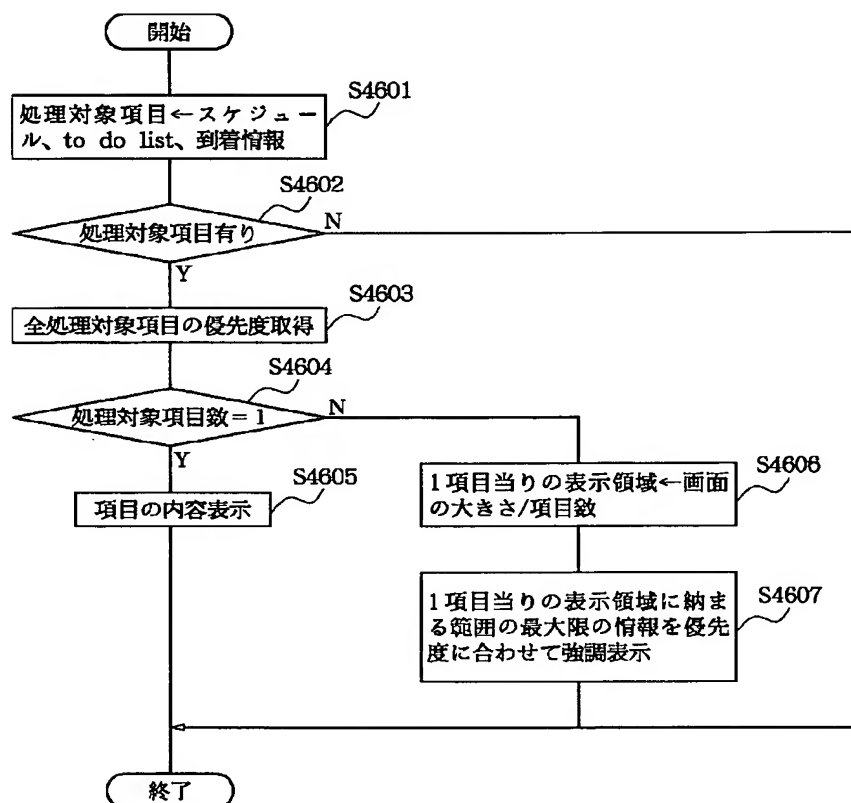 開始
S4601
処理対象項目←スケジュー
ル、to do list、到着情報
S4602
処理対象項目有り
N
Y
S4603
全処理対象項目の優先度取得
S4604
処理対象項目数=1
N
Y
S4605
項目の内容表示
S4606
1項目当りの表示領域←画面
の大きさ/項目数
S4607
1項目当りの表示領域に納ま
る範囲の最大限の情報を優先
度に合わせて強調表示
終了